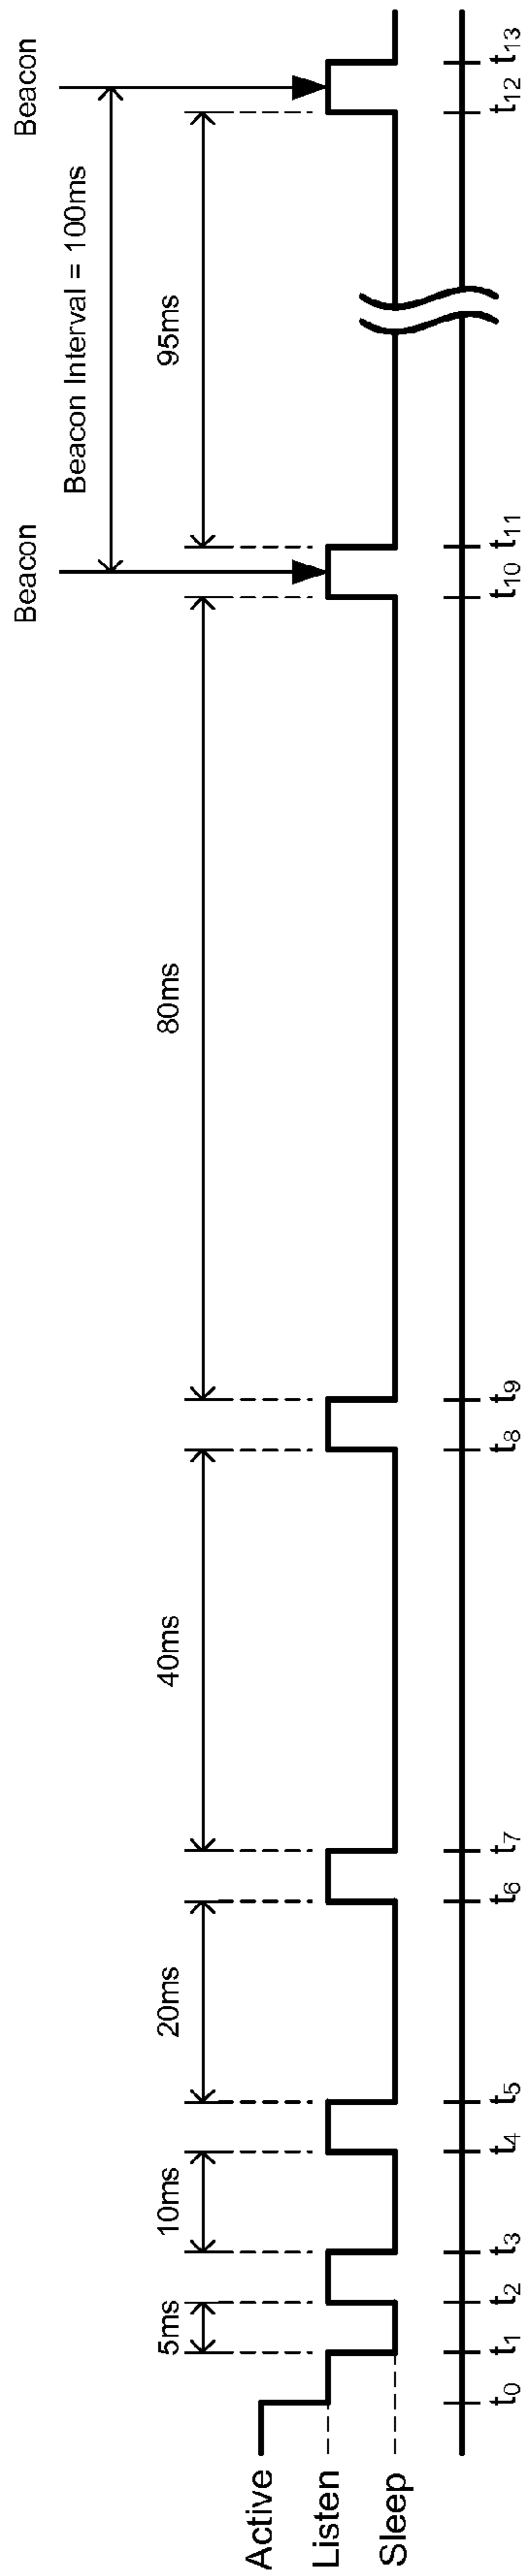 Beacon
Beacon
Beacon Interval = 100ms
5ms
10ms
20ms
40ms
80ms
95ms
Active
Listen
Sleep
t0
t1
t2
t3
t4
t5
t6
t7
t8
t9
t10
t11
t12
t13